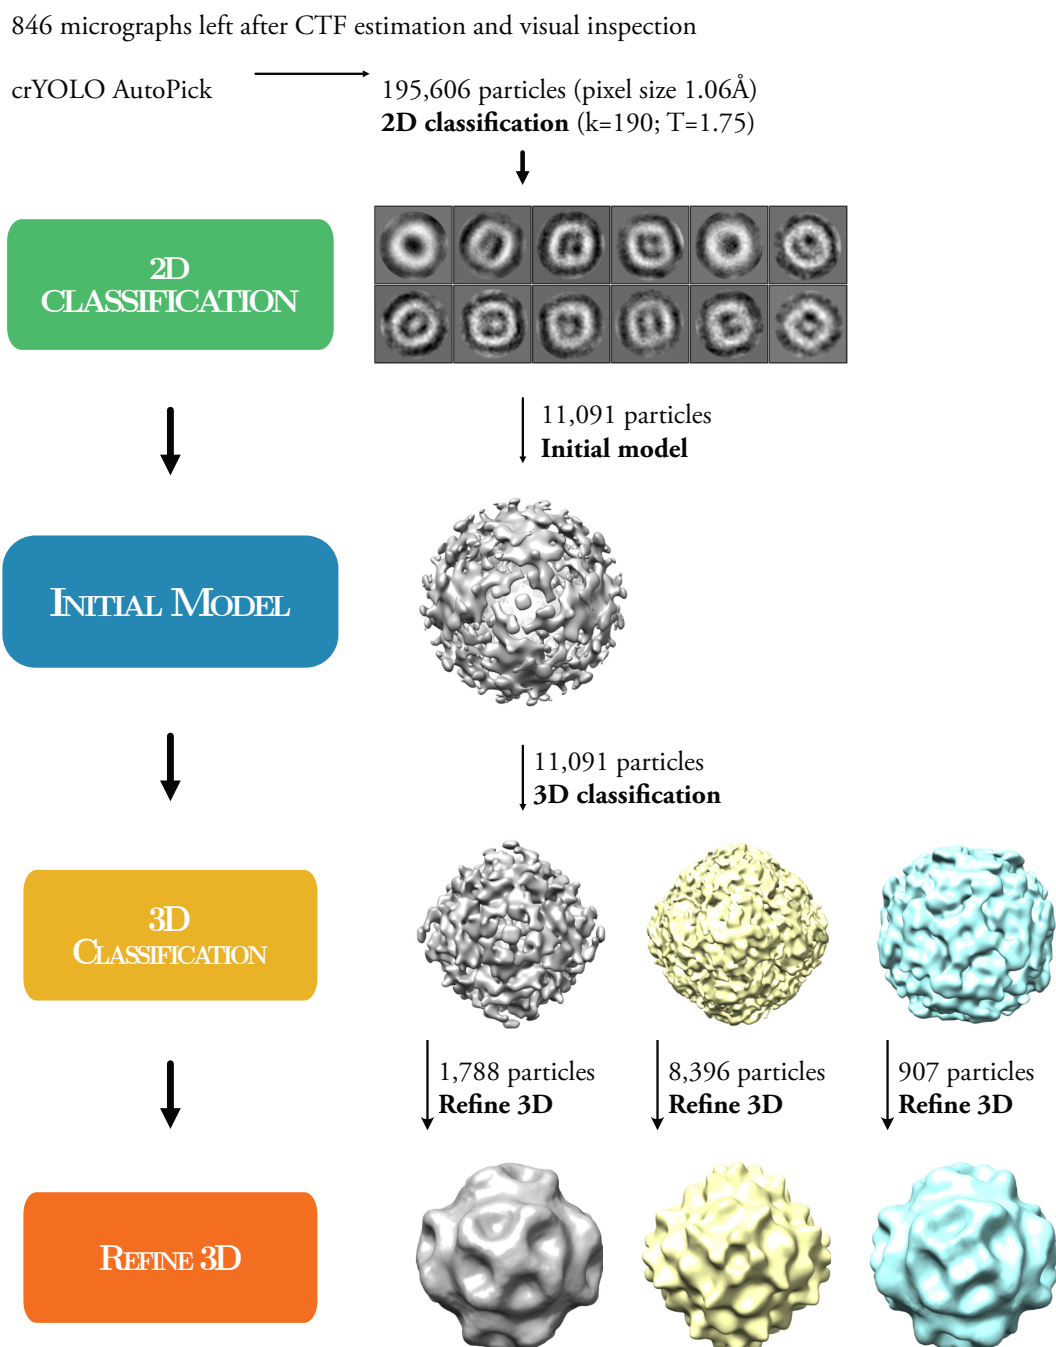 846 micrographs left after CTF estimation and visual inspection
crYOLO AutoPick
195,606 particles (pixel size 1.06Å)
2D classification (k=190; T=1.75)
2D
CLASSIFICATION
11,091 particles
Initial model
INITIAL MODEL
11,091 particles
3D classification
3D
CLASSIFICATION
1,788 particles
Refine 3D
8,396 particles
Refine 3D
907 particles
Refine 3D
REFINE 3D